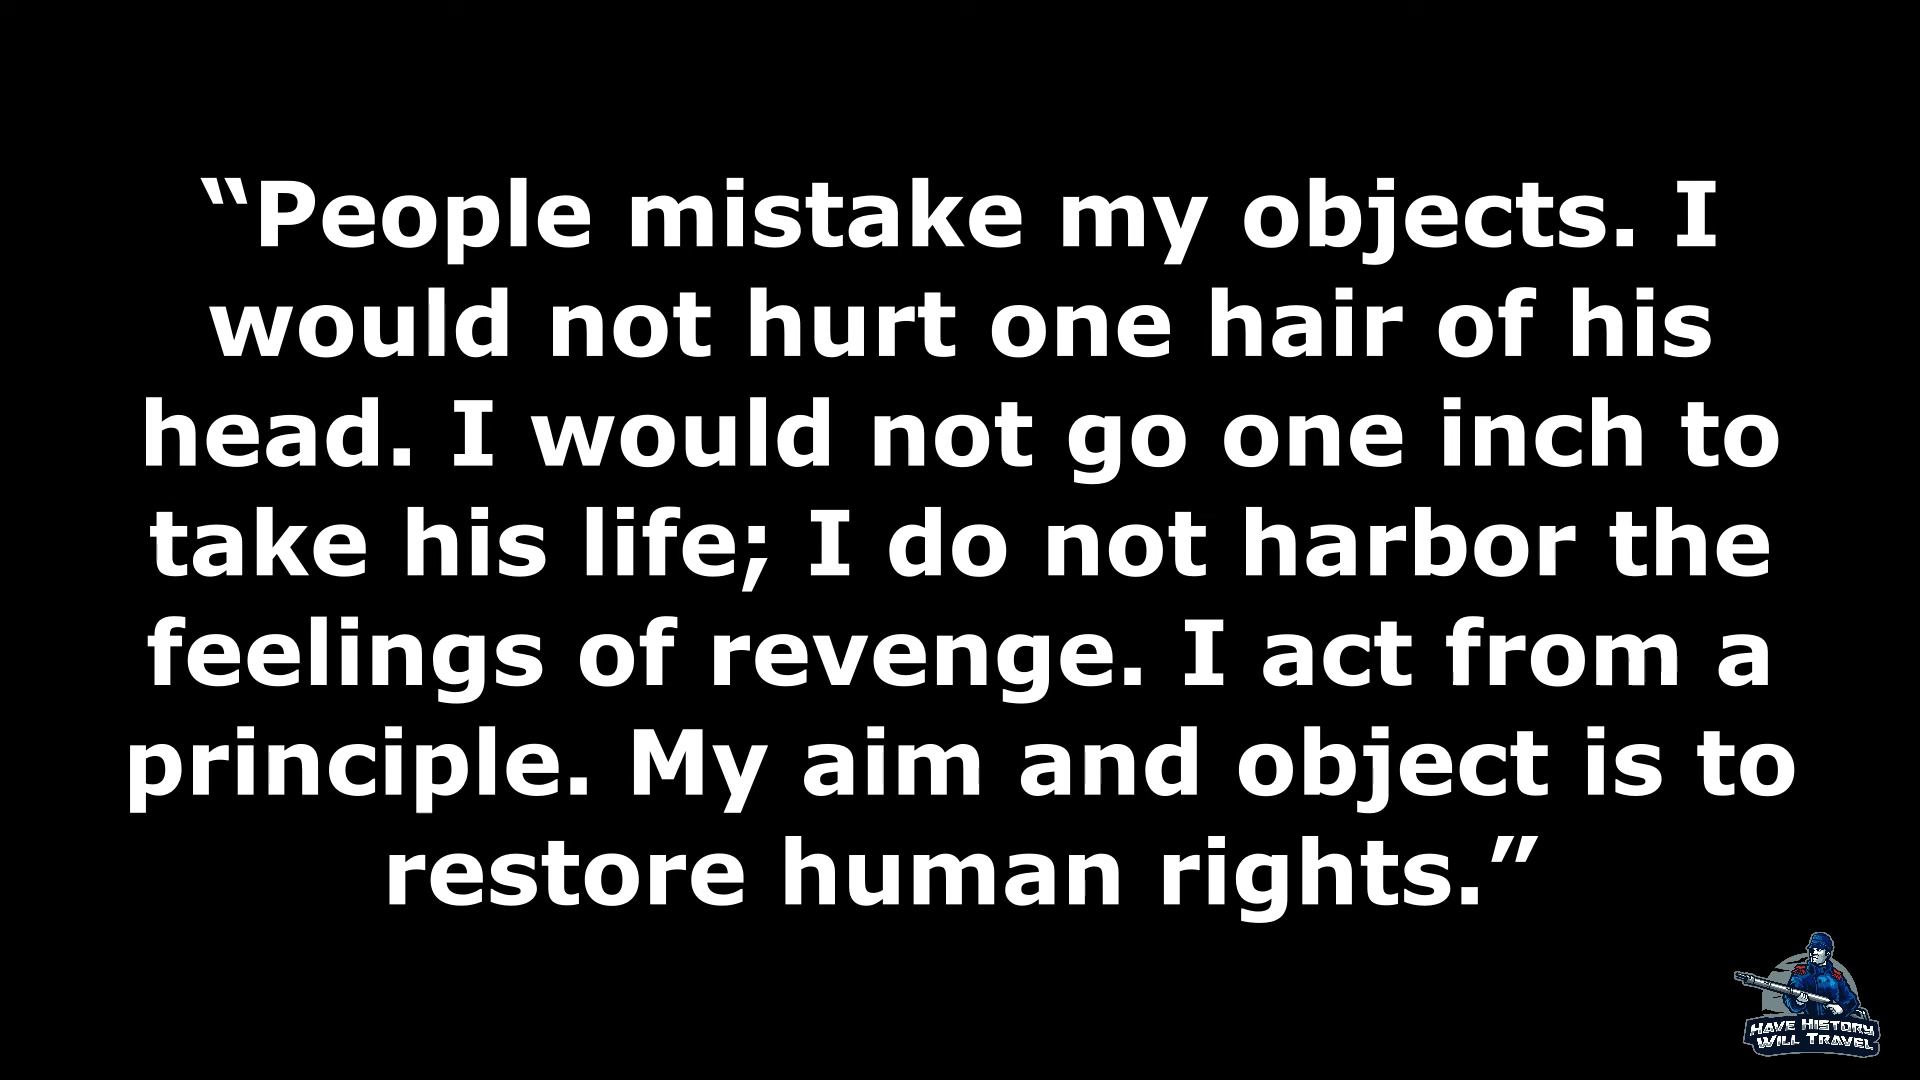 “People mistake my objects. I
would not hurt one hair of his
head. I would not go one inch to
take his life; I do not harbor the
feelings of revenge. I act from a
principle. My aim and object is to
restore human rights.”
HAVE HISTORY
WILL TRAVEL